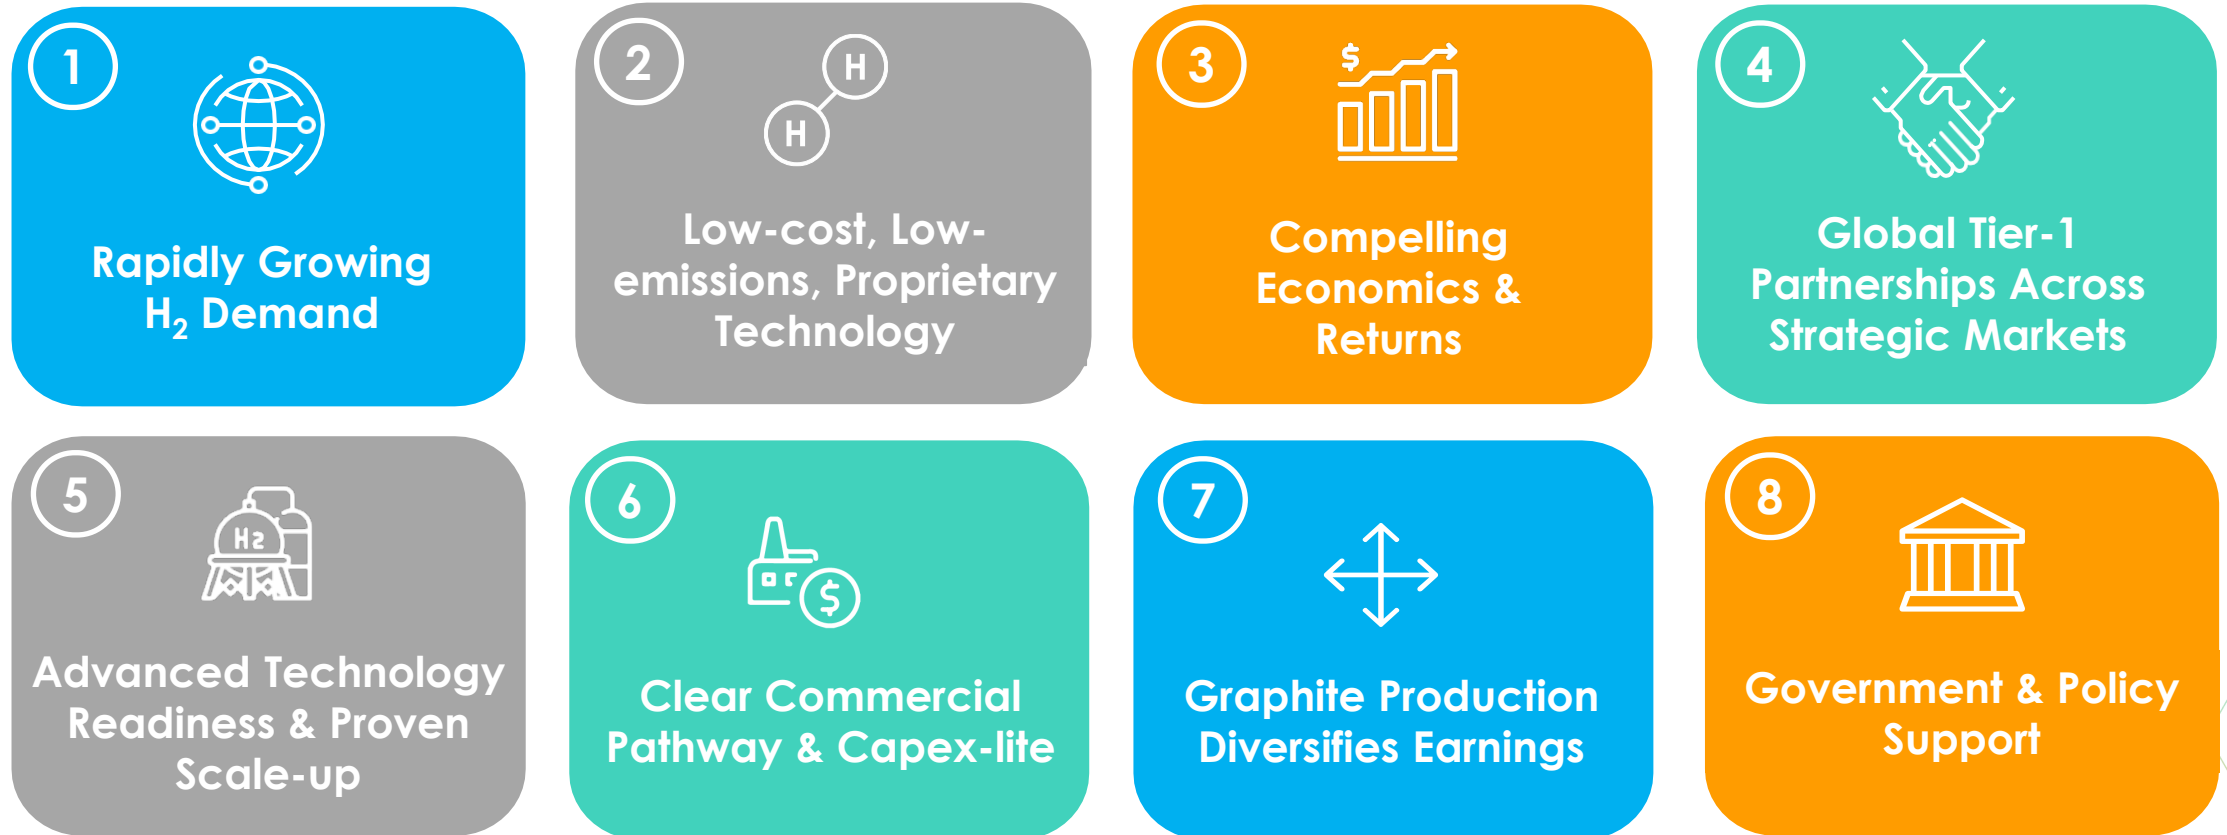 1
Rapidly Growing
H₂ Demand
2
H
H
Low-cost, Low-
emissions, Proprietary
Technology
3
$
Compelling
Economics &
Returns
4
Global Tier-1
Partnerships Across
Strategic Markets
5
H2
Advanced Technology
Readiness & Proven
Scale-up
6
$
Clear Commercial
Pathway & Capex-lite
7
Graphite Production
Diversifies Earnings
8
Government & Policy
Support